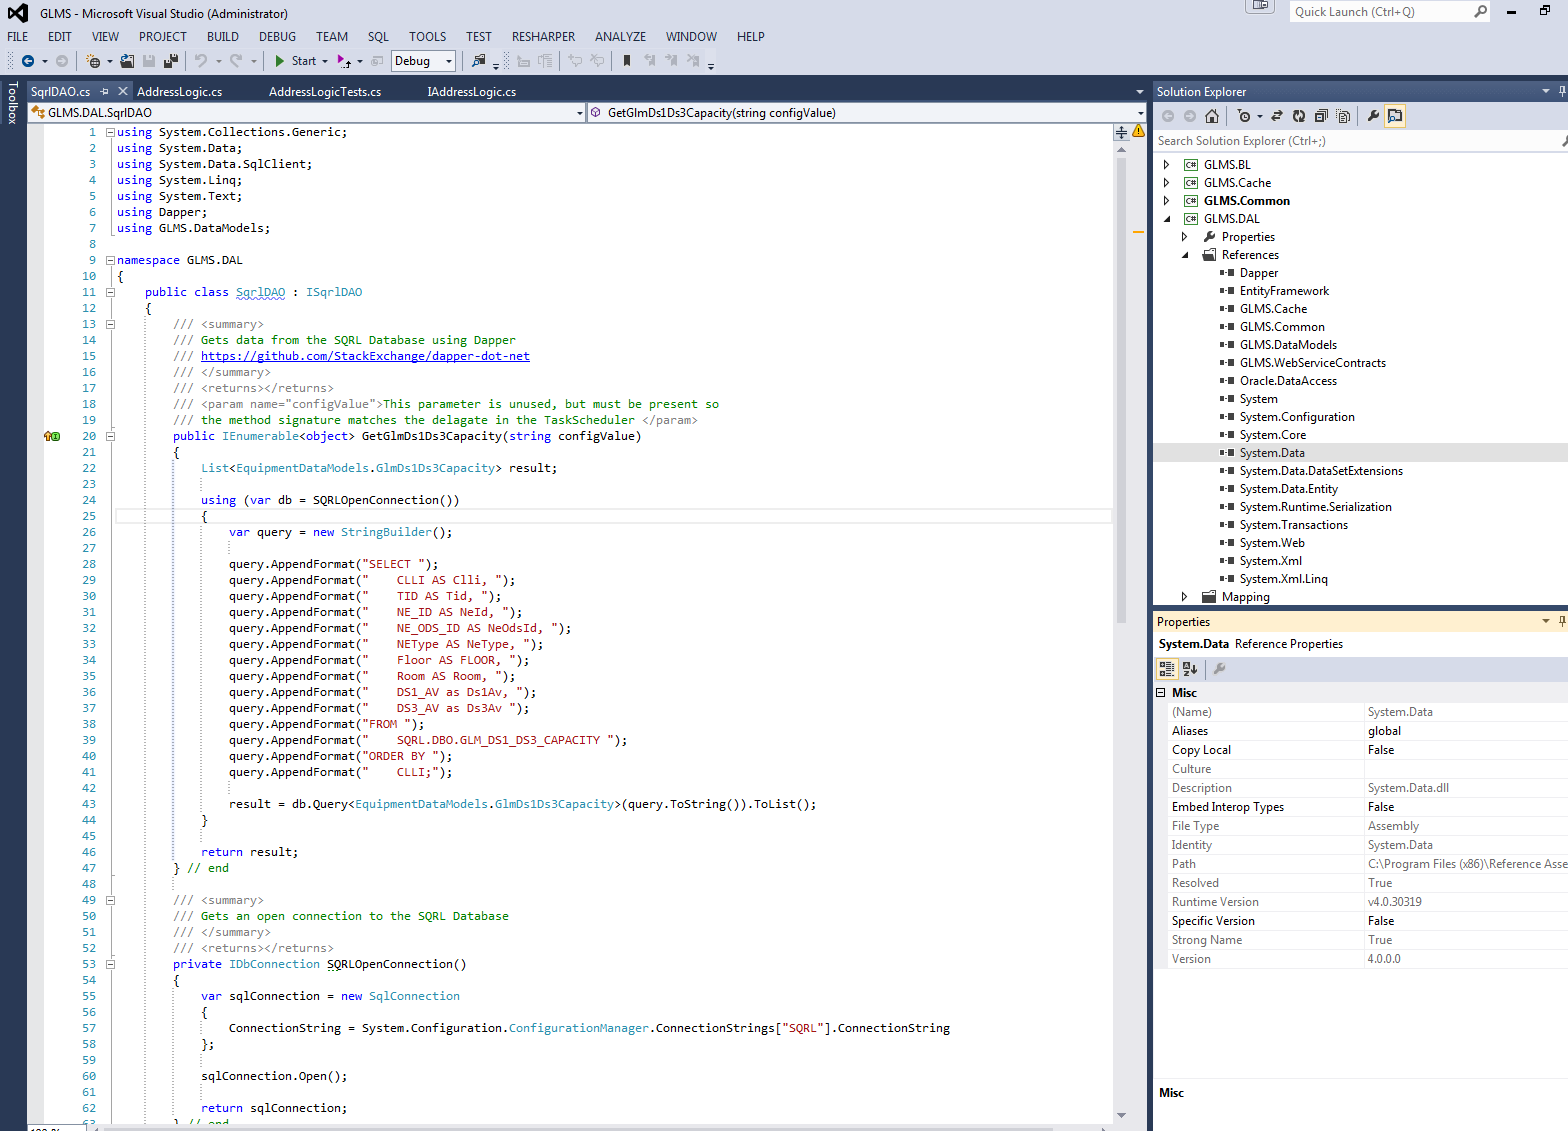 GLMS - Microsoft Visual Studio (Administrator)
Quick Launch (Ctrl+Q)
FILE EDIT VIEW PROJECT BUILD DEBUG TEAM SQL TOOLS TEST RESHARPER ANALYZE WINDOW HELP
Start Debug
Toolbox
SqrlDAO.cs AddressLogic.cs AddressLogicTests.cs IAddressLogic.cs
GLMS.DAL.SqrlDAO GetGlmDs1Ds3Capacity(string configValue)
1 using System.Collections.Generic;
2 using System.Data;
3 using System.Data.SqlClient;
4 using System.Linq;
5 using System.Text;
6 using Dapper;
7 using GLMS.DataModels;
8
9 namespace GLMS.DAL
10 {
11 public class SqrlDAO : ISqrlDAO
12 {
13 /// <summary>
14 /// Gets data from the SQRL Database using Dapper
15 /// https://github.com/StackExchange/dapper-dot-net
16 /// </summary>
17 /// <returns></returns>
18 /// <param name="configValue">This parameter is unused, but must be present so
19 /// the method signature matches the delagate in the TaskScheduler </param>
20 public IEnumerable<object> GetGlmDs1Ds3Capacity(string configValue)
21 {
22 List<EquipmentDataModels.GlmDs1Ds3Capacity> result;
23
24 using (var db = SQRLOpenConnection())
25 {
26 var query = new StringBuilder();
27
28 query.AppendFormat("SELECT ");
29 query.AppendFormat("    CLLI AS Clli, ");
30 query.AppendFormat("    TID AS Tid, ");
31 query.AppendFormat("    NE_ID AS NeId, ");
32 query.AppendFormat("    NE_ODS_ID AS NeOdsId, ");
33 query.AppendFormat("    NEType AS NeType, ");
34 query.AppendFormat("    Floor AS FLOOR, ");
35 query.AppendFormat("    Room AS Room, ");
36 query.AppendFormat("    DS1_AV as Ds1Av, ");
37 query.AppendFormat("    DS3_AV as Ds3Av ");
38 query.AppendFormat("FROM ");
39 query.AppendFormat("    SQRL.DBO.GLM_DS1_DS3_CAPACITY ");
40 query.AppendFormat("ORDER BY ");
41 query.AppendFormat("    CLLI;");
42
43 result = db.Query<EquipmentDataModels.GlmDs1Ds3Capacity>(query.ToString()).ToList();
44 }
45
46 return result;
47 } // end
48
49 /// <summary>
50 /// Gets an open connection to the SQRL Database
51 /// </summary>
52 /// <returns></returns>
53 private IDbConnection SQRLOpenConnection()
54 {
55 var sqlConnection = new SqlConnection
56 {
57 ConnectionString = System.Configuration.ConfigurationManager.ConnectionStrings["SQRL"].ConnectionString
58 };
59
60 sqlConnection.Open();
61
62 return sqlConnection;
63 } // end
Solution Explorer
Search Solution Explorer (Ctrl+;)
C# GLMS.BL
C# GLMS.Cache
C# GLMS.Common
C# GLMS.DAL
Properties
References
Dapper
EntityFramework
GLMS.Cache
GLMS.Common
GLMS.DataModels
GLMS.WebServiceContracts
Oracle.DataAccess
System
System.Configuration
System.Core
System.Data
System.Data.DataSetExtensions
System.Data.Entity
System.Runtime.Serialization
System.Transactions
System.Web
System.Xml
System.Xml.Linq
Mapping
Properties
System.Data Reference Properties
Misc
(Name) System.Data
Aliases global
Copy Local False
Culture
Description System.Data.dll
Embed Interop Types False
File Type Assembly
Identity System.Data
Path C:\Program Files (x86)\Reference Asse
Resolved True
Runtime Version v4.0.30319
Specific Version False
Strong Name True
Version 4.0.0.0
Misc